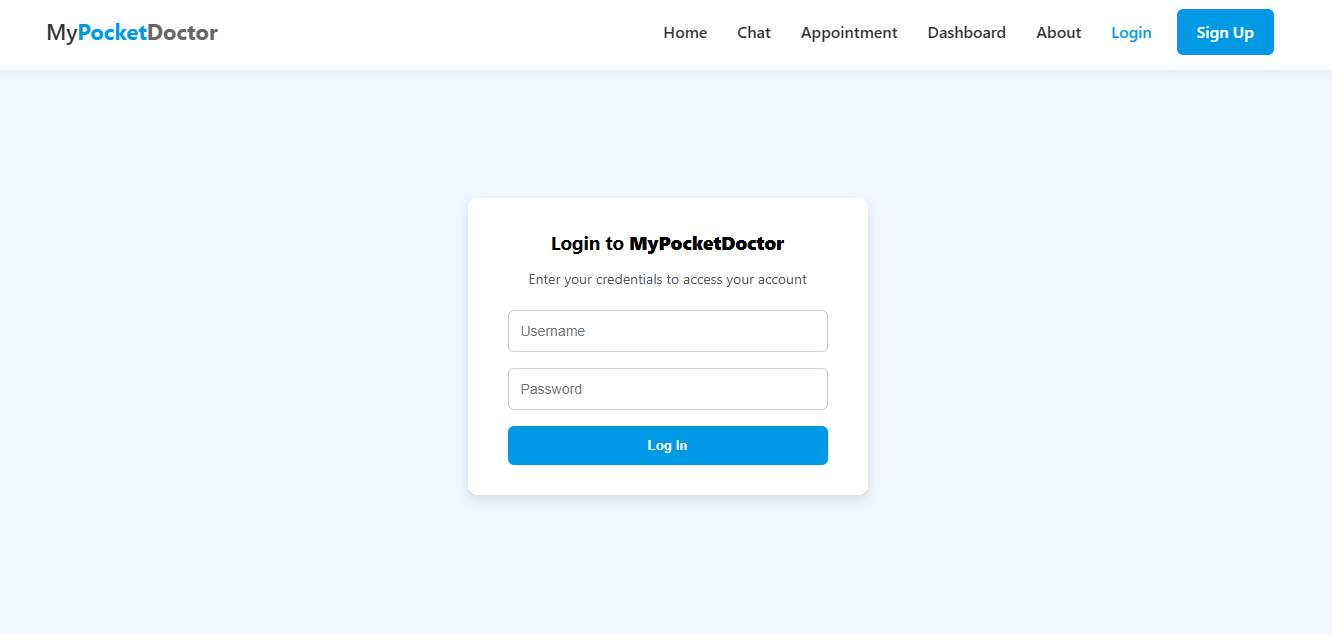 MyPocketDoctor
Home Chat Appointment Dashboard About Login Sign Up
Login to MyPocketDoctor
Enter your credentials to access your account
Username
Password
Log In